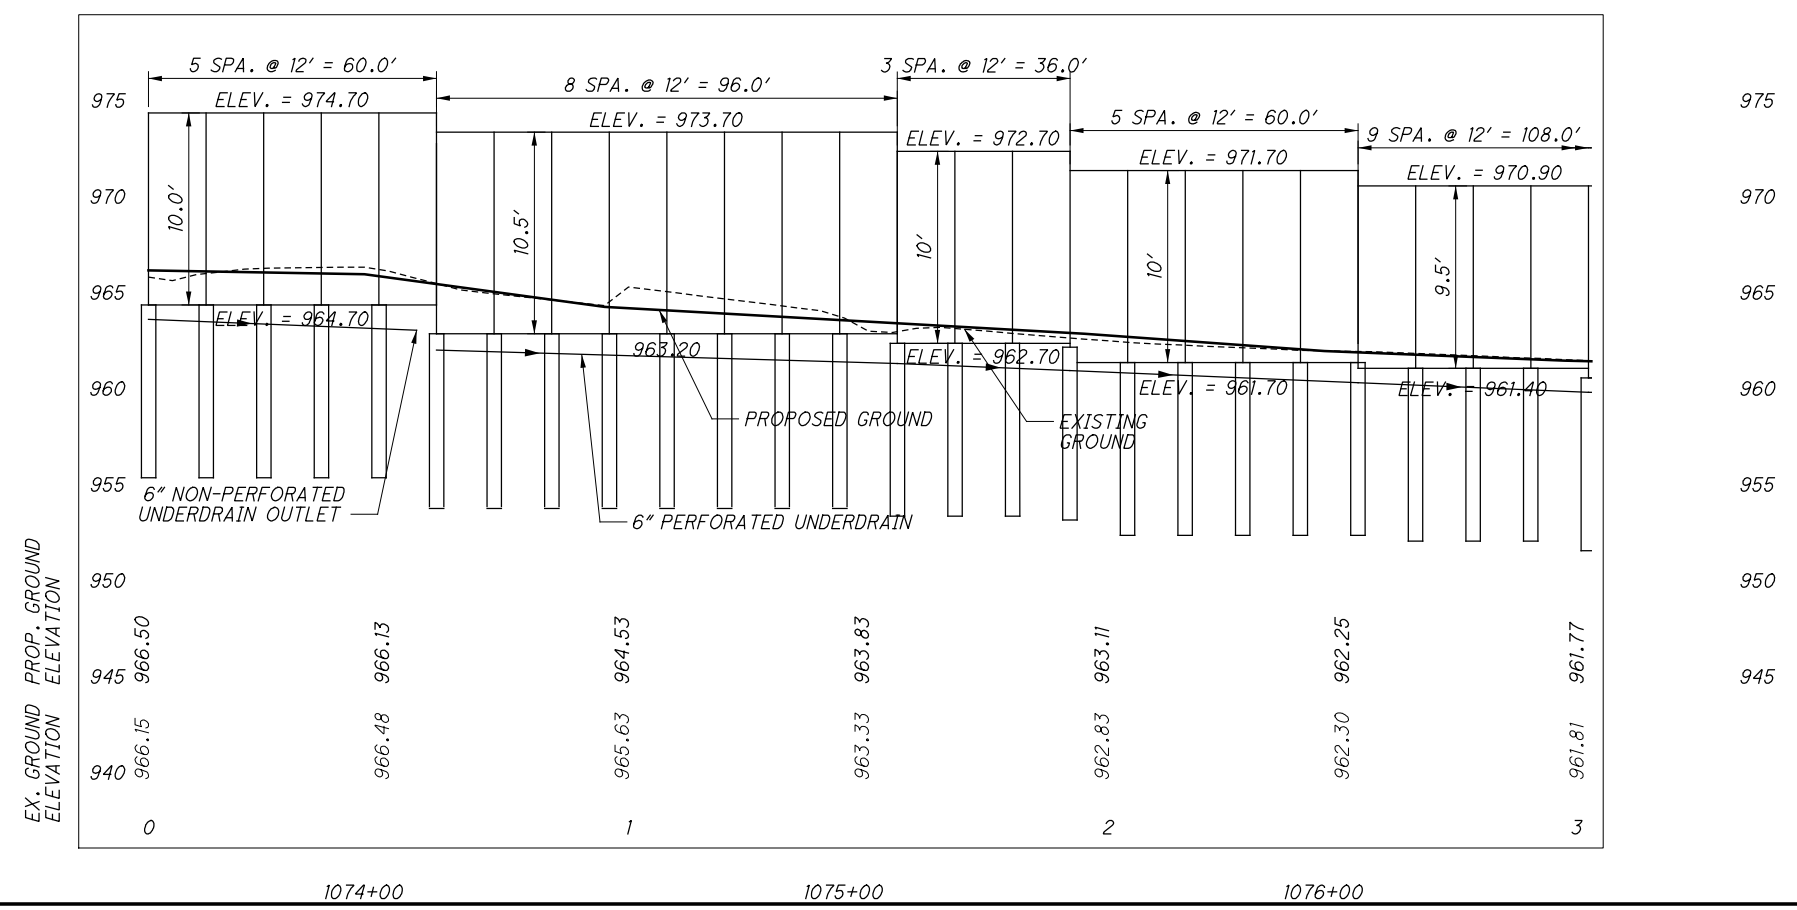 5 SPA. @ 12' = 60.0'
3 SPA. @ 12' = 36.0'
8 SPA. @ 12' = 96.0'
975
ELEV. = 974.70
ELEV. = 973.70
5 SPA. @ 12' = 60.0'
9 SPA. @ 12' = 108.0'
975
ELEV. = 972.70
ELEV. = 971.70
ELEV. = 970.90
970
10.0'
10.5'
10'
10'
9.5'
970
965
965
ELEV. = 964.70
963.20
ELEV. = 962.70
960
ELEV. = 961.70
ELEV. = 961.40
960
PROPOSED GROUND
EXISTING
GROUND
955
6" NON-PERFORATED
UNDERDRAIN OUTLET
6" PERFORATED UNDERDRAIN
955
950
950
PROP. GROUND
ELEVATION
945
966.50
966.13
964.53
963.83
963.11
962.25
961.77
945
EX. GROUND
ELEVATION
940
966.15
966.48
965.63
963.33
962.83
962.30
961.81
0
1
2
3
1074+00
1075+00
1076+00